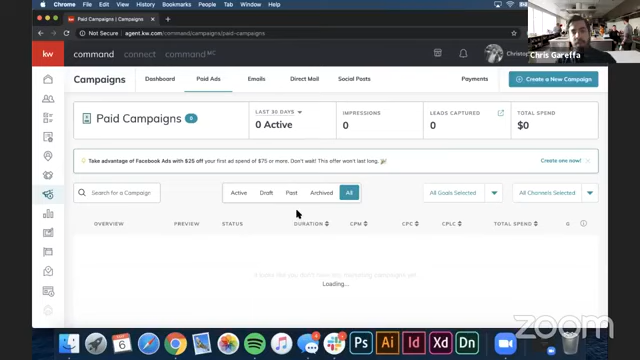 Chrome File Edit View History Bookmarks People Tab Window Help
Paid Campaigns | Campaigns
Not Secure | agent.kw.com/command/campaigns/paid-campaigns
Chris Gareffa
kw command connect command MC
Campaigns Dashboard Paid Ads Emails Direct Mail Social Posts Payments Create a New Campaign
Paid Campaigns 0
LAST 30 DAYS
0 Active
IMPRESSIONS
0
LEADS CAPTURED
0
TOTAL SPEND
$0
Take advantage of Facebook Ads with $25 off your first ad spend of $75 or more. Don't wait! This offer won't last long. Create ons now!
Search for a Campaign Active Draft Past Archived All All Goals Selected All Channels Selected
OVERVIEW PREVIEW STATUS DURATION CPM CPC CPLC TOTAL SPEND G
Loading...
zoom
Ps Ai Id Xd Dn